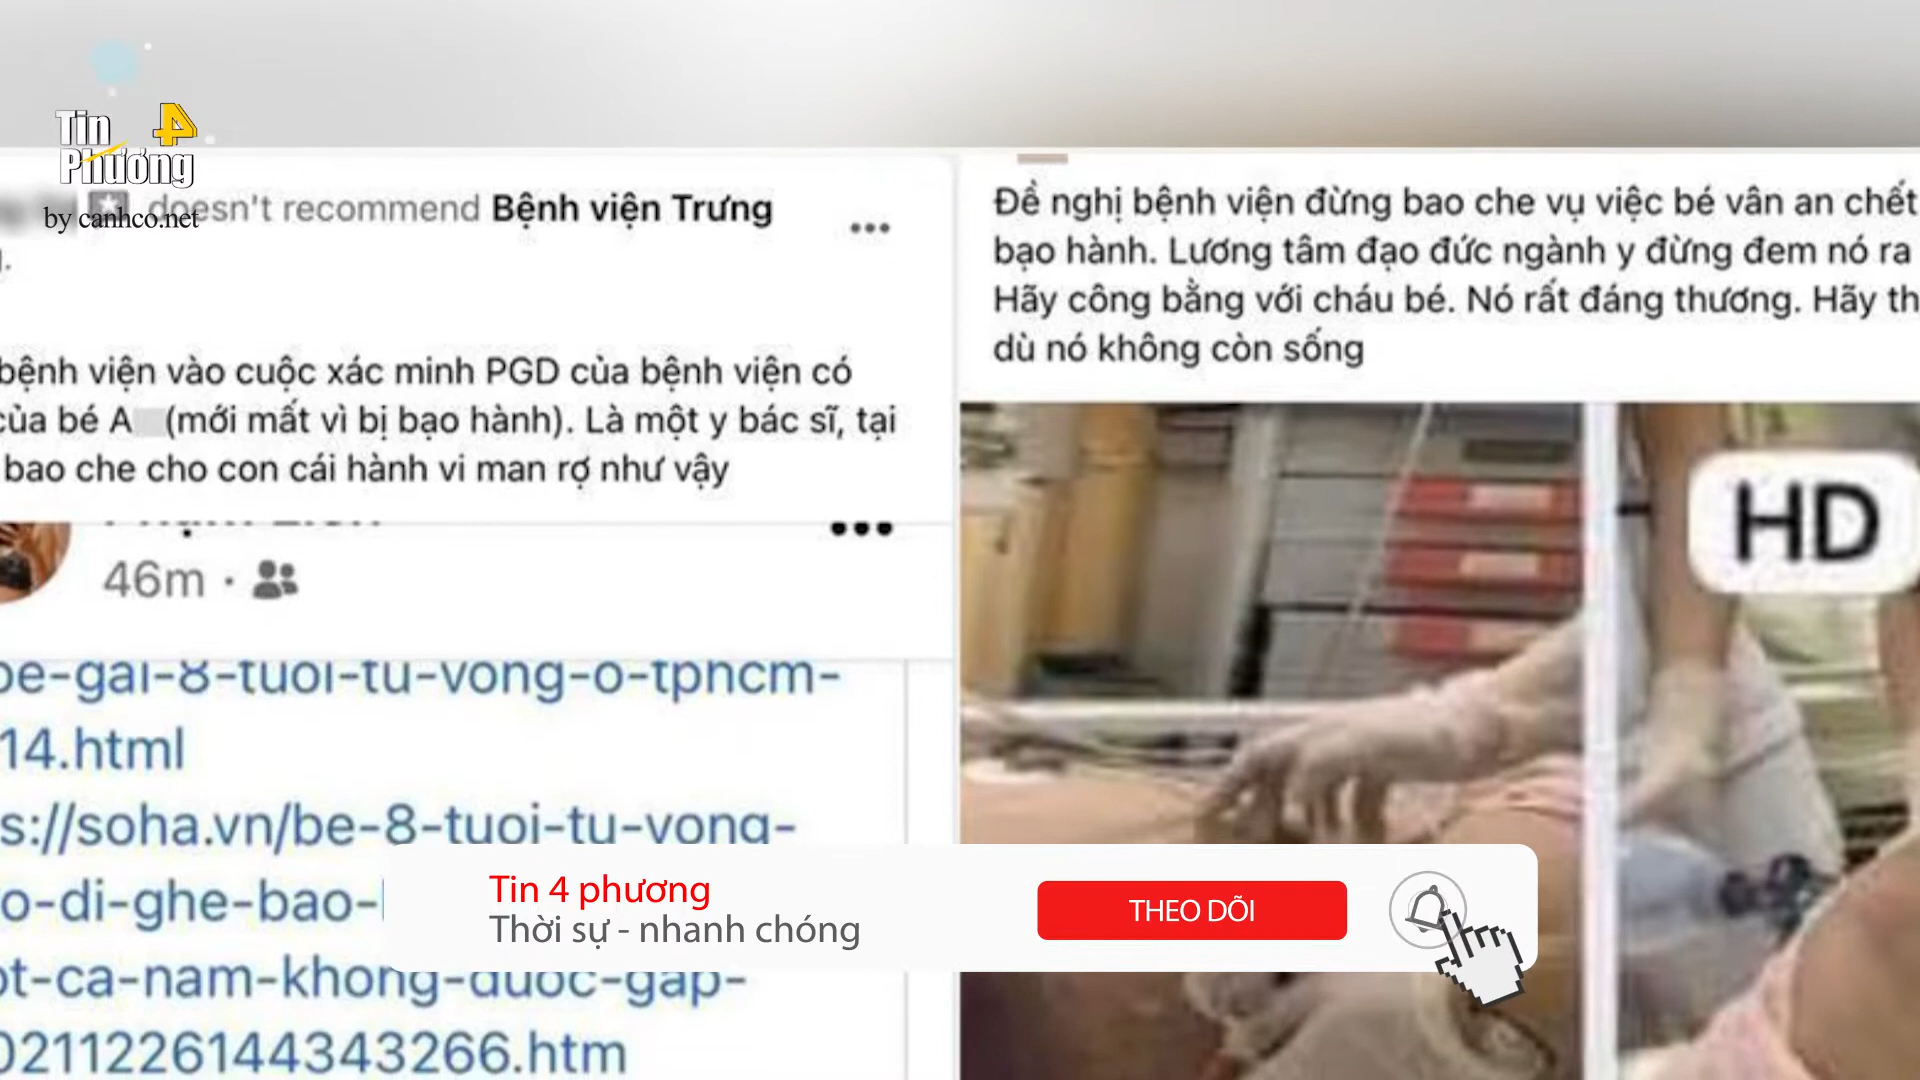 Tin 4
Phương
by canhco.net
doesn't recommend Bệnh viện Trưng
bệnh viện vào cuộc xác minh PGD của bệnh viện có
của bé A (mới mất vì bị bạo hành). Là một y bác sĩ, tại
bao che cho con cái hành vi man rợ như vậy
46m
be-gai-8-tuoi-tu-vong-o-tphcm-
14.html
s://soha.vn/be-8-tuoi-tu-vong-
o-di-ghe-bao-
ot-ca-nam-khong-duoc-gap-
0211226144343266.htm
Đề nghị bệnh viện đừng bao che vụ việc bé vân an chết
bạo hành. Lương tâm đạo đức ngành y đừng đem nó ra
Hãy công bằng với cháu bé. Nó rất đáng thương. Hãy th
dù nó không còn sống
HD
Tin 4 phương
Thời sự - nhanh chóng
THEO DÕI